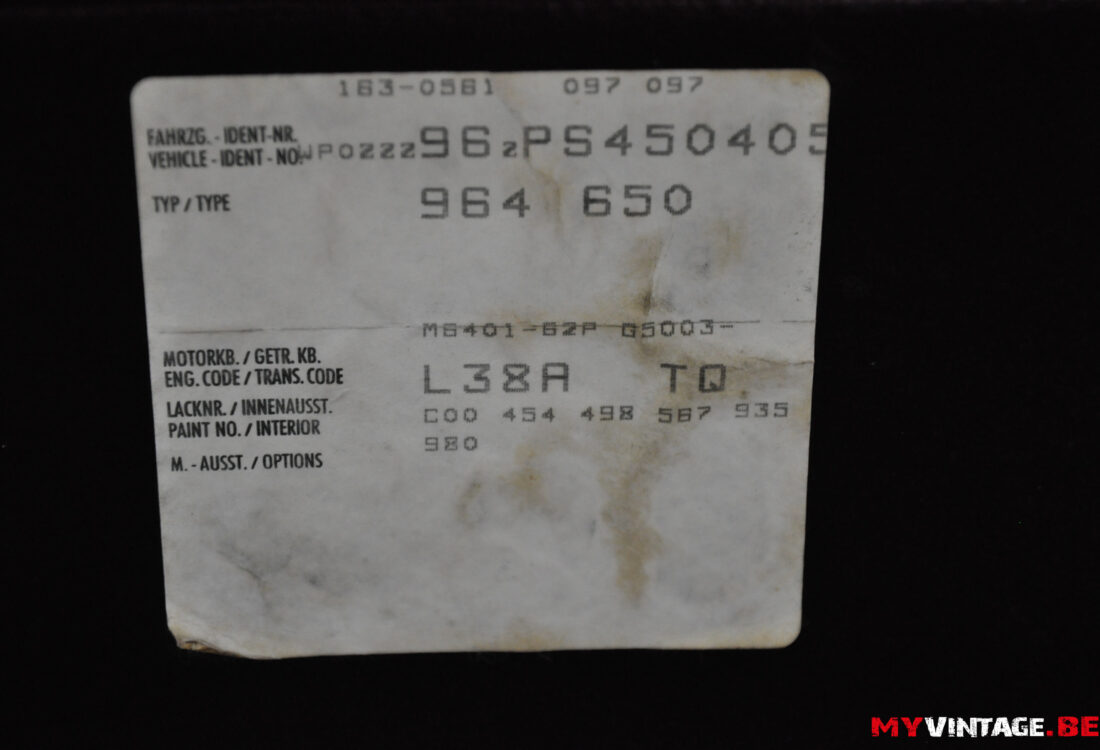 163-0561 097 097
FAHRZG. - IDENT-NR.
VEHICLE - IDENT - NO. WP0ZZZ96ZPS450405
TYP / TYPE 964 650
M6401-62P G5003-
MOTORKB. / GETR. KB.
ENG. CODE / TRANS. CODE L38A TQ
LACKNR. / INNENAUSST. C00 454 498 567 935
PAINT NO. / INTERIOR 980
M. - AUSST. / OPTIONS
MYVINTAGE.BE